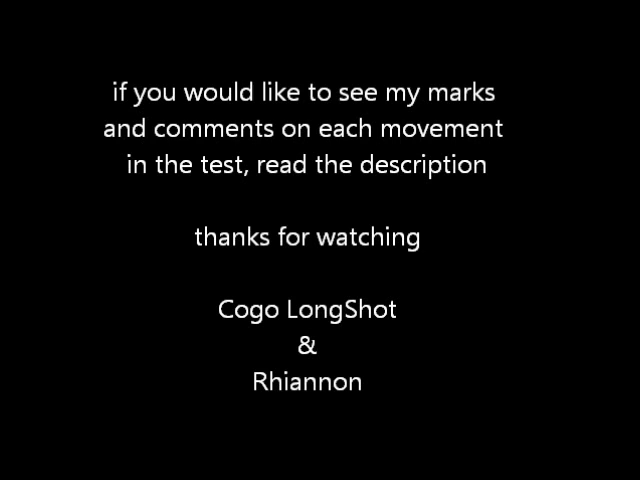 if you would like to see my marks
and comments on each movement
in the test, read the description
thanks for watching
Cogo LongShot
&
Rhiannon